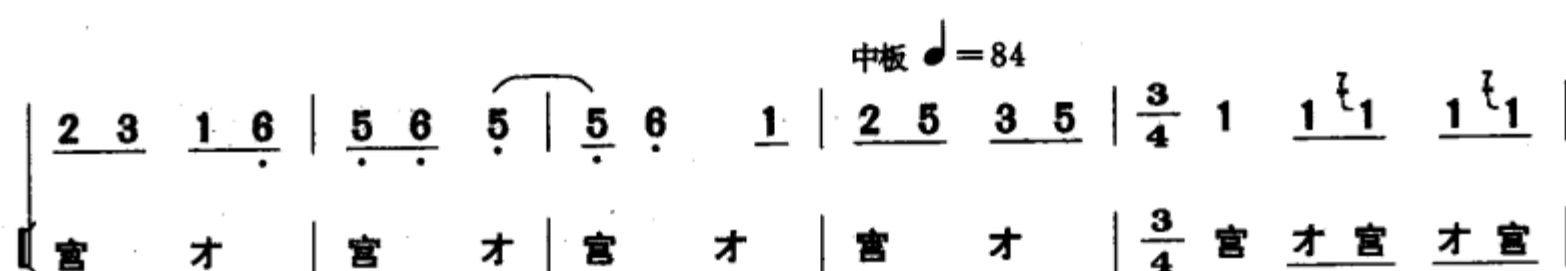 中板 ♩=84
2 3 1 6 | 5 6 5 | 5 6 1 | 2 5 3 5 | 3/4 1 1 1 1 1
宫 才 | 宫 才 | 宫 才 | 宫 才 | 3/4 宫 才 宫 才 宫